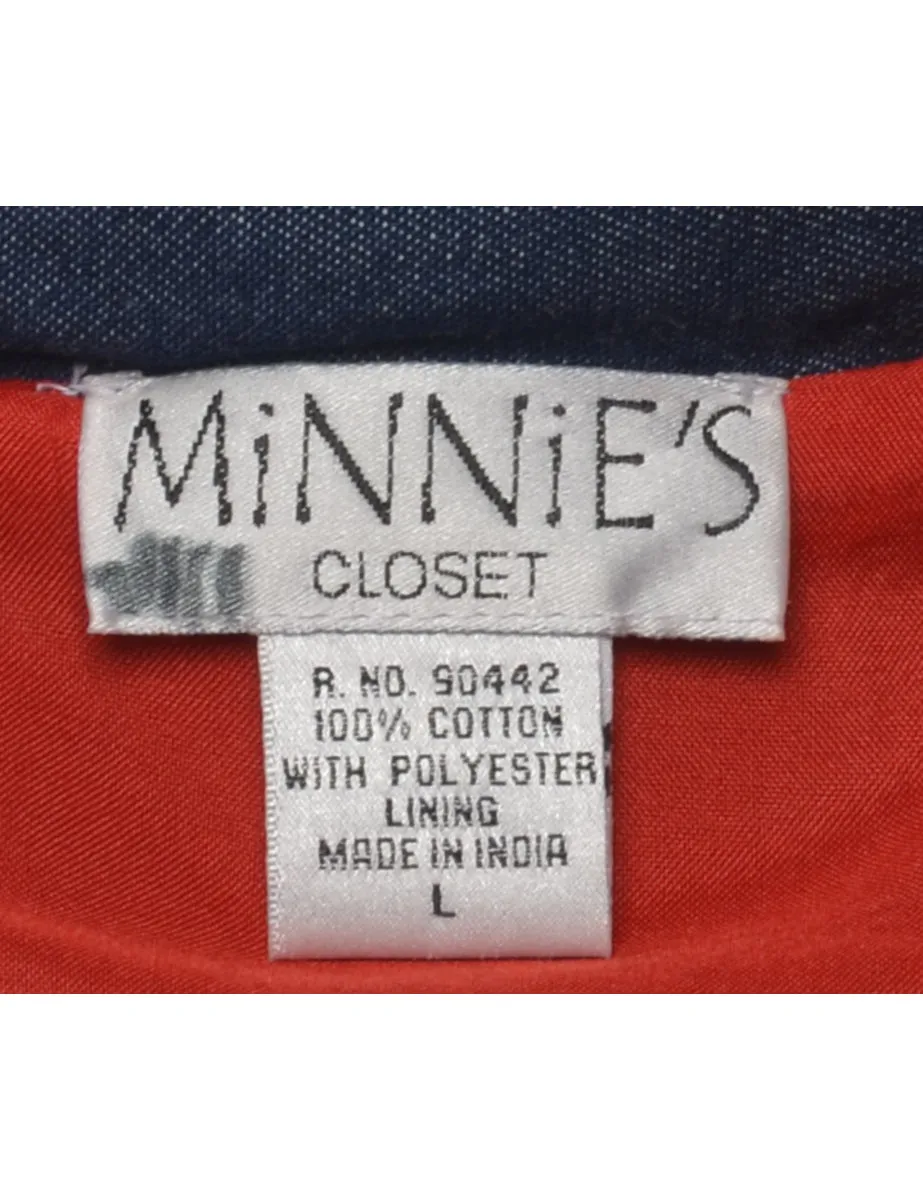 MiNNiE'S
CLOSET
R. NO. 90442
100% COTTON
WITH POLYESTER
LINING
MADE IN INDIA
L